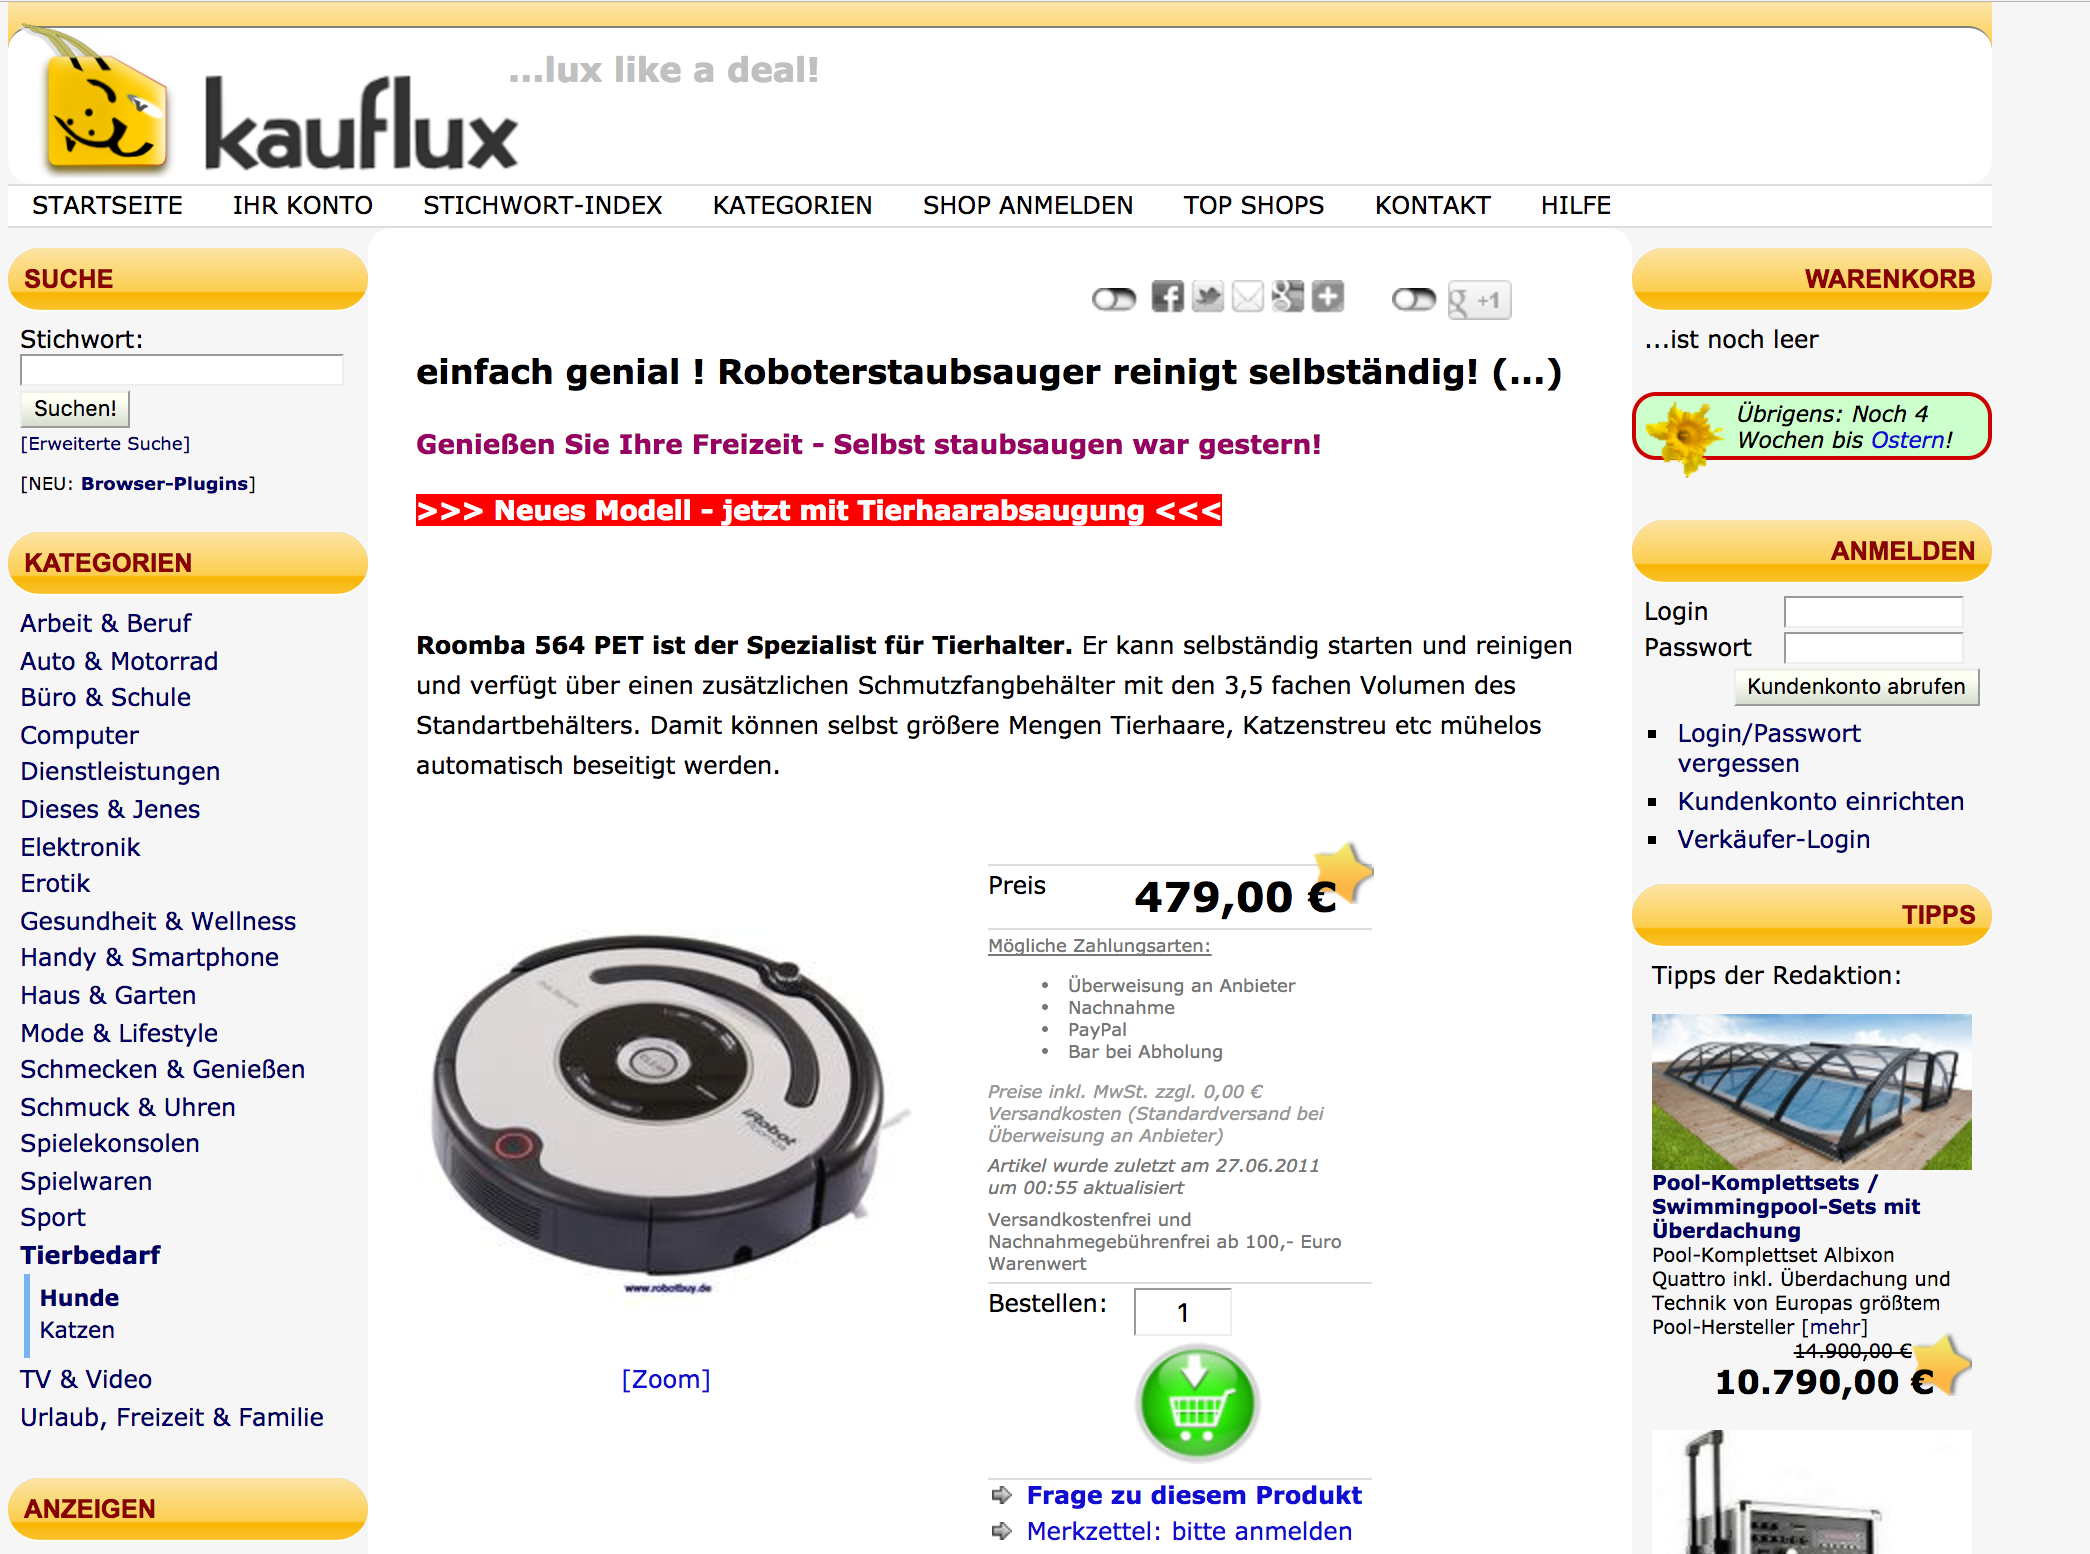 ...lux like a deal!
kauflux
STARTSEITE IHR KONTO STICHWORT-INDEX KATEGORIEN SHOP ANMELDEN TOP SHOPS KONTAKT HILFE
SUCHE
Stichwort:
Suchen!
[Erweiterte Suche]
[NEU: Browser-Plugins]
KATEGORIEN
Arbeit & Beruf
Auto & Motorrad
Büro & Schule
Computer
Dienstleistungen
Dieses & Jenes
Elektronik
Erotik
Gesundheit & Wellness
Handy & Smartphone
Haus & Garten
Mode & Lifestyle
Schmecken & Genießen
Schmuck & Uhren
Spielekonsolen
Spielwaren
Sport
Tierbedarf
Hunde
Katzen
TV & Video
Urlaub, Freizeit & Familie
ANZEIGEN
+1
einfach genial ! Roboterstaubsauger reinigt selbständig! (...)
Genießen Sie Ihre Freizeit - Selbst staubsaugen war gestern!
>>> Neues Modell - jetzt mit Tierhaarabsaugung <<<
Roomba 564 PET ist der Spezialist für Tierhalter. Er kann selbständig starten und reinigen
und verfügt über einen zusätzlichen Schmutzfangbehälter mit den 3,5 fachen Volumen des
Standartbehälters. Damit können selbst größere Mengen Tierhaare, Katzenstreu etc mühelos
automatisch beseitigt werden.
CLEAN
iRobot
www.robotbuy.de
[Zoom]
Preis 479,00 €
Mögliche Zahlungsarten:
• Überweisung an Anbieter
• Nachnahme
• PayPal
• Bar bei Abholung
Preise inkl. MwSt. zzgl. 0,00 €
Versandkosten (Standardversand bei
Überweisung an Anbieter)
Artikel wurde zuletzt am 27.06.2011
um 00:55 aktualisiert
Versandkostenfrei und
Nachnahmegebührenfrei ab 100,- Euro
Warenwert
Bestellen: 1
Frage zu diesem Produkt
Merkzettel: bitte anmelden
WARENKORB
...ist noch leer
Übrigens: Noch 4
Wochen bis Ostern!
ANMELDEN
Login
Passwort
Kundenkonto abrufen
Login/Passwort
vergessen
Kundenkonto einrichten
Verkäufer-Login
TIPPS
Tipps der Redaktion:
Pool-Komplettsets /
Swimmingpool-Sets mit
Überdachung
Pool-Komplettset Albixon
Quattro inkl. Überdachung und
Technik von Europas größtem
Pool-Hersteller [mehr]
14.900,00 €
10.790,00 €